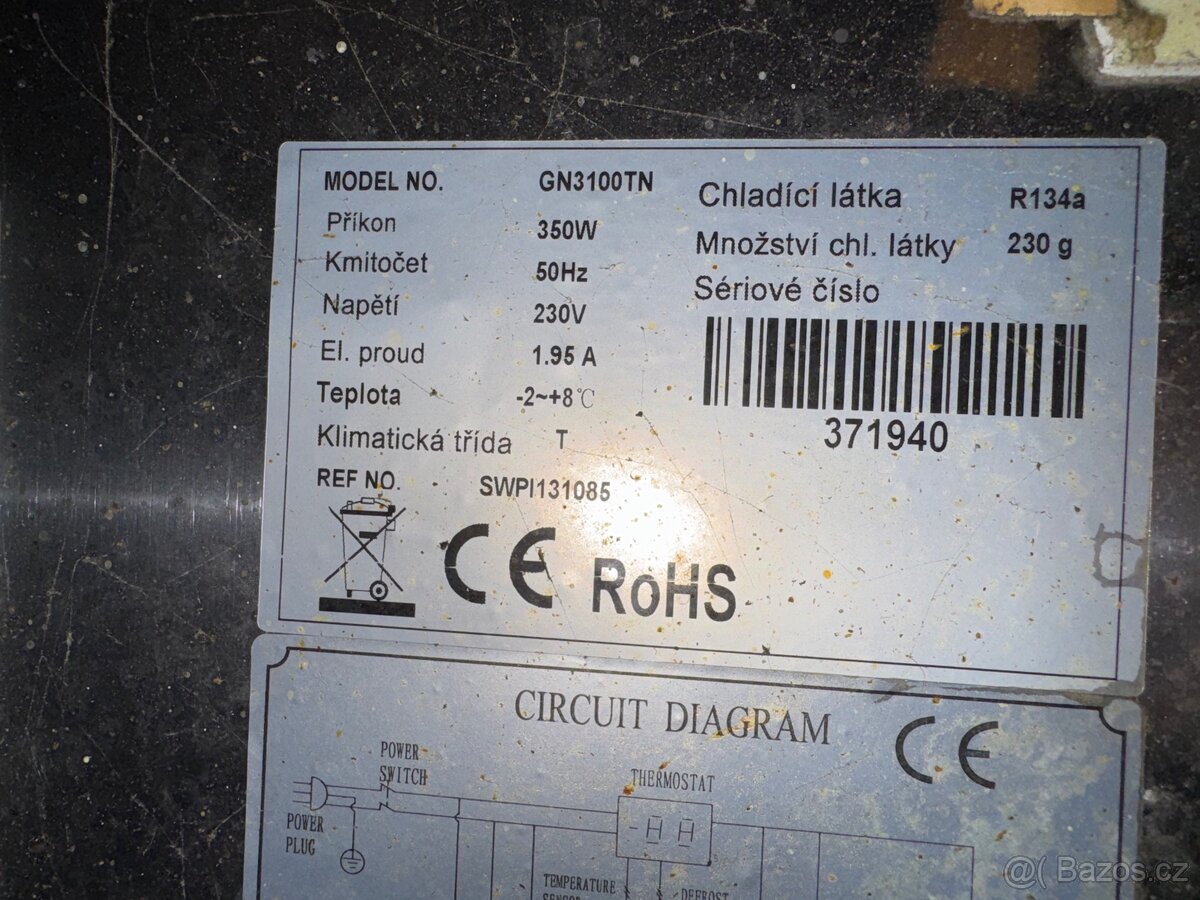 MODEL NO. GN3100TN
Příkon 350W
Kmitočet 50Hz
Napětí 230V
El. proud 1.95 A
Teplota -2~+8℃
Klimatická třída T
REF NO. SWPI131085
CE RoHS
Chladící látka R134a
Množství chl. látky 230 g
Sériové číslo
371940
CIRCUIT DIAGRAM CE
POWER
SWITCH
THERMOSTAT
POWER
PLUG
TEMPERATURE
SENSOR
DEFROST
@( Bazos.cz